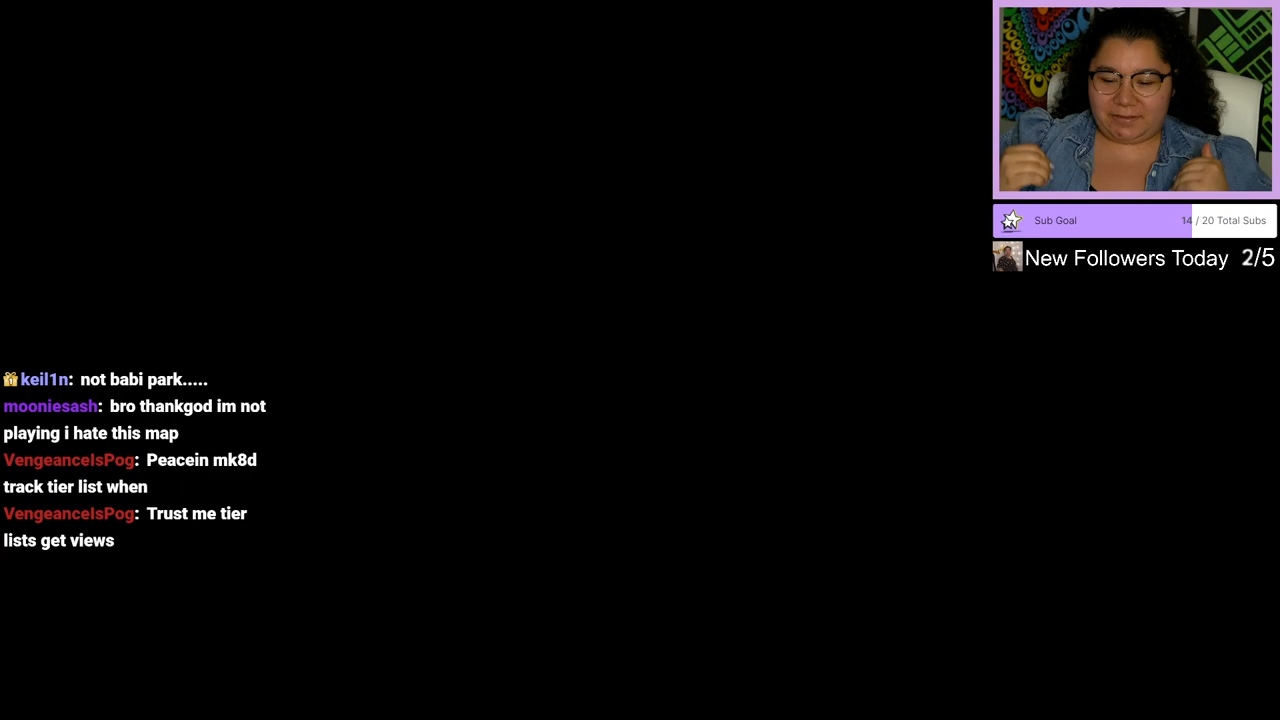 Sub Goal 14 / 20 Total Subs
New Followers Today 2/5
keil1n: not babi park.....
mooniesash: bro thankgod im not
playing i hate this map
VengeanceIsPog: Peacein mk8d
track tier list when
VengeanceIsPog: Trust me tier
lists get views